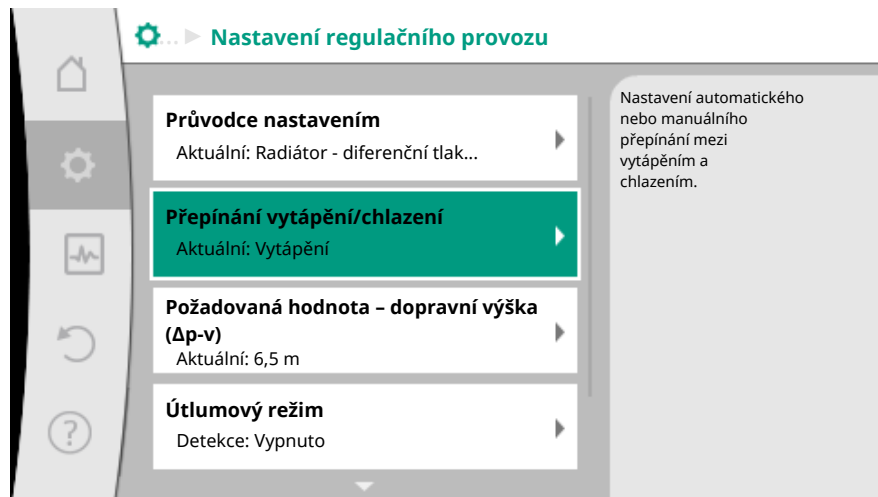 ... Nastavení regulačního provozu
Průvodce nastavením
Aktuální: Radiátor - diferenční tlak...
Přepínání vytápění/chlazení
Aktuální: Vytápění
Požadovaná hodnota – dopravní výška
(Δp-v)
Aktuální: 6,5 m
Útlumový režim
Detekce: Vypnuto
Nastavení automatického
nebo manuálního
přepínání mezi
vytápěním a
chlazením.